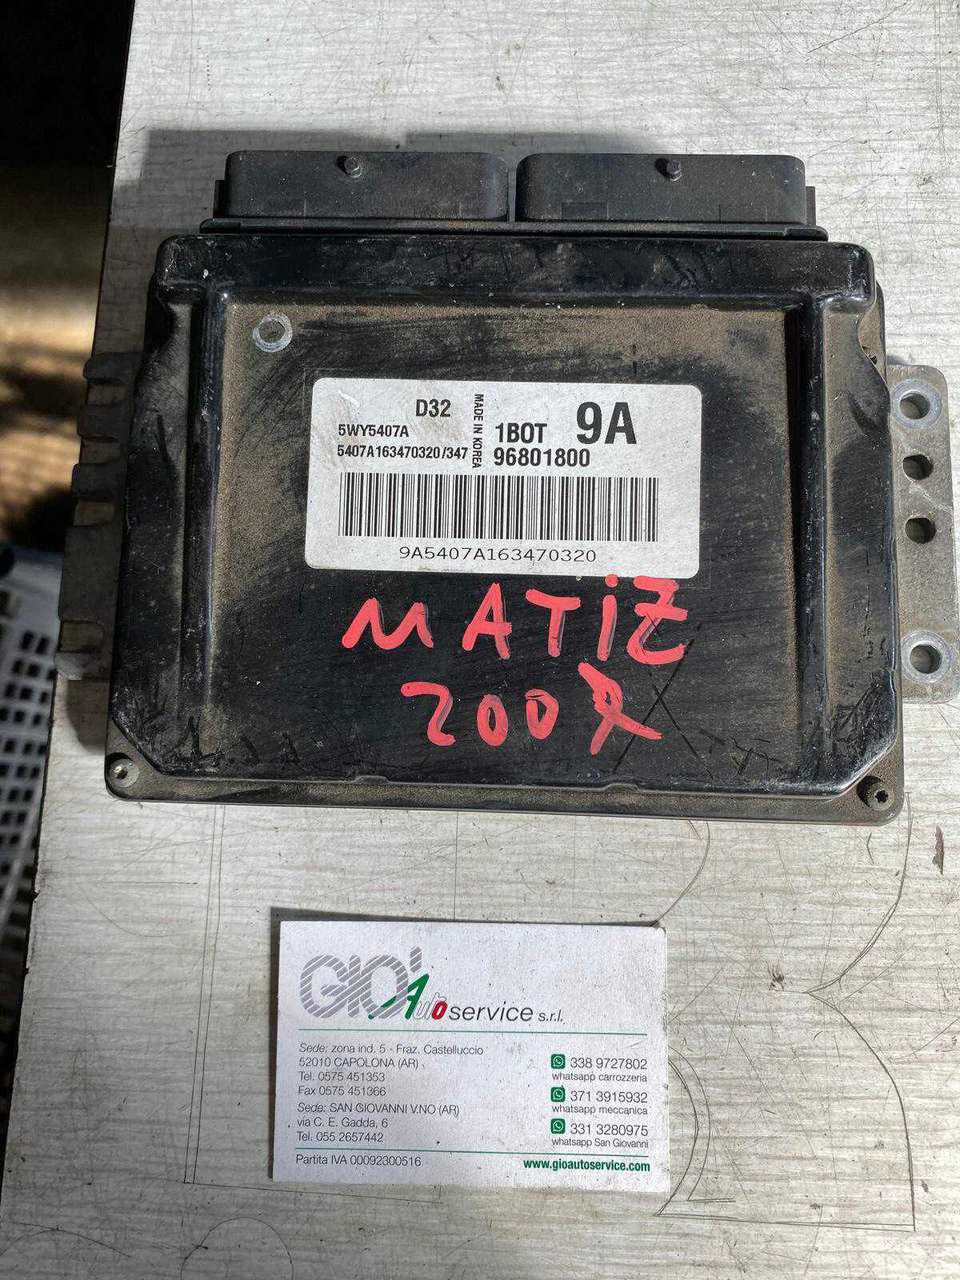 D32
5WY5407A
5407A163470320/347
MADE IN KOREA
1BOT 9A
96801800
9A5407A163470320
MATIZ
GIO' Autoservice s.r.l.
Sede: zona ind. 5 - Fraz. Castelluccio
52010 CAPOLONA (AR)
Tel. 0575 451353
Fax 0575 451366
Sede: SAN GIOVANNI V.NO (AR)
via C. E. Gadda, 6
Tel. 055 2657442
Partita IVA 00092300516
338 9727802
whatsapp carrozzeria
371 3915932
whatsapp meccanica
331 3280975
whatsapp San Giovanni
www.gioautoservice.com